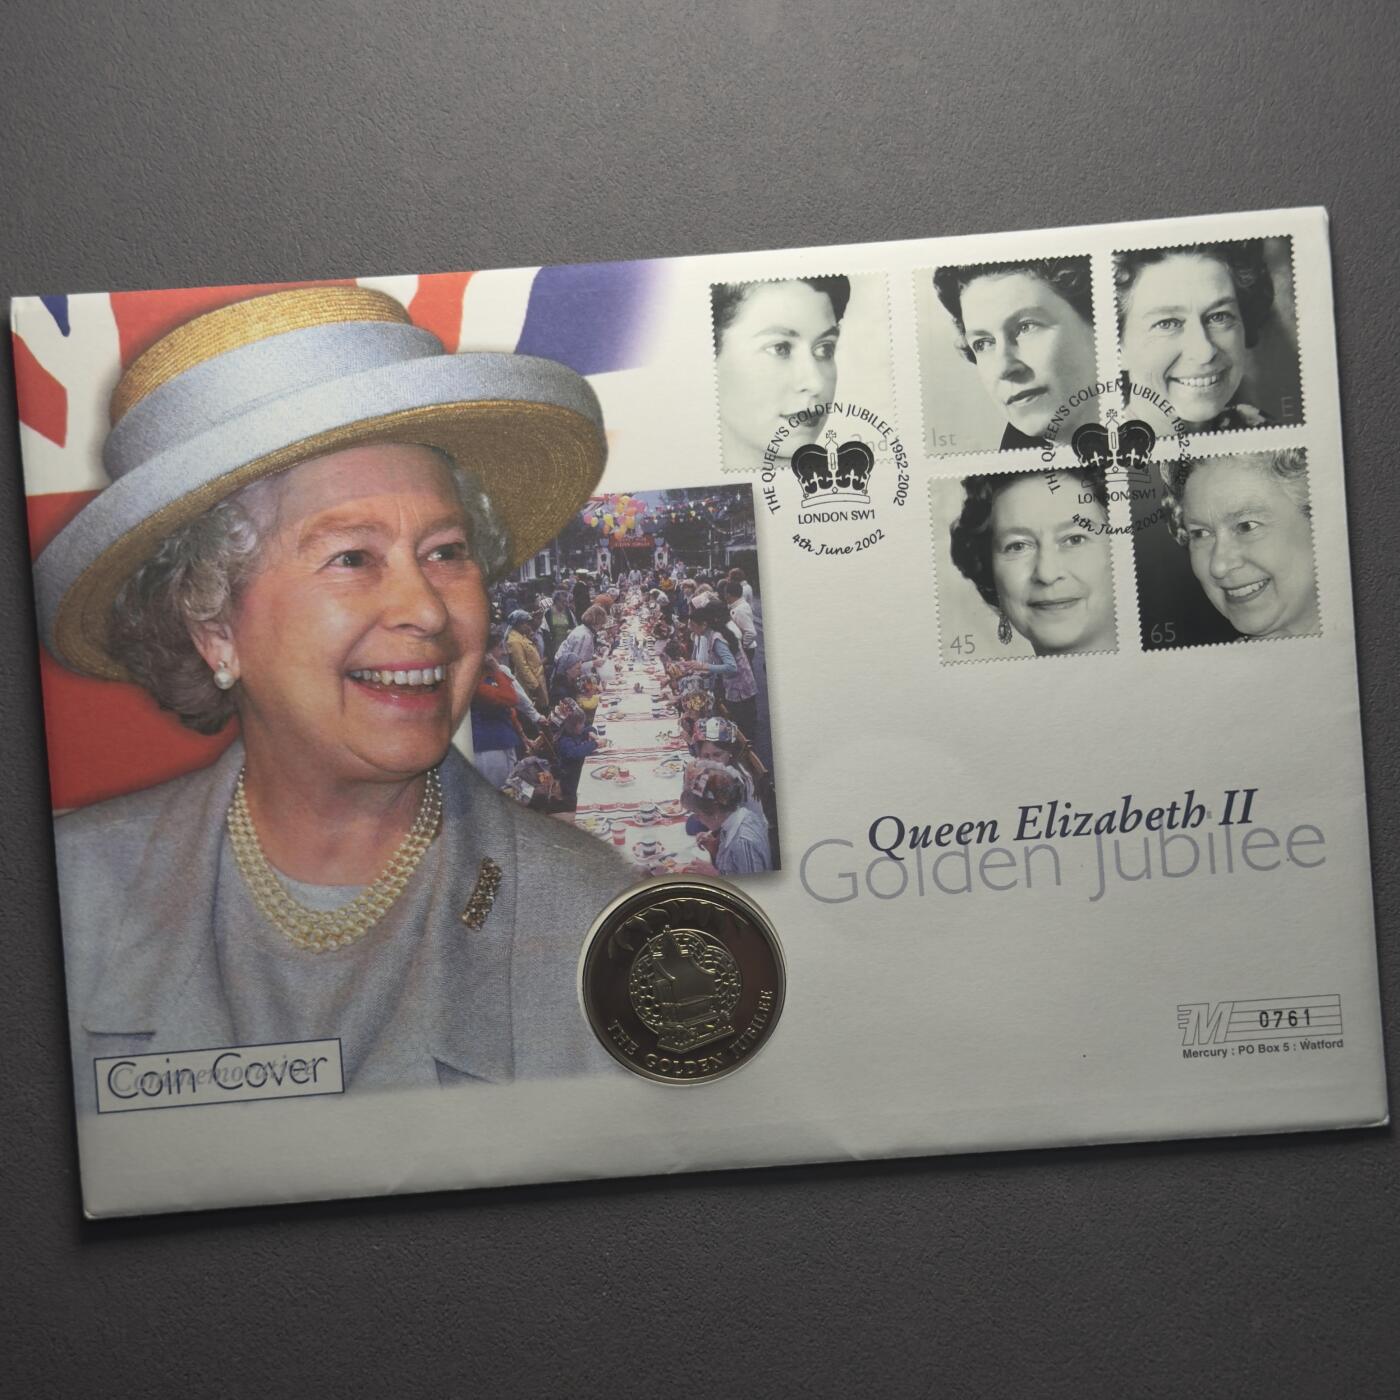 2nd
1st
E
THE QUEEN'S GOLDEN JUBILEE 1952-2002
LONDON SW1
4th June 2002
THE QUEEN'S GOLDEN JUBILEE 1952-2002
LONDON SW1
4th June 2002
45
65
Queen Elizabeth II
Golden Jubilee
THE GOLDEN JUBILEE
Commemorative
Coin Cover
M 0761
Mercury : PO Box 5 : Watford